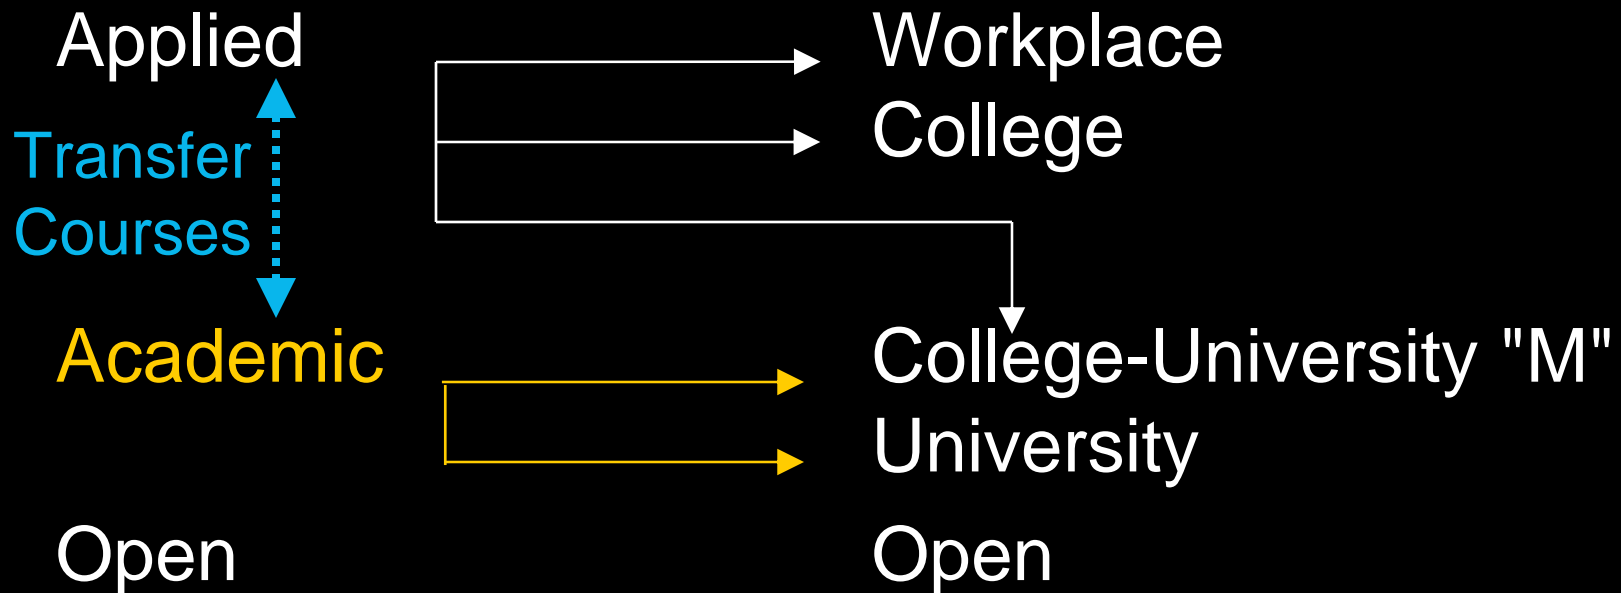 Applied
Workplace
College
Transfer
Courses
Academic
College-University "M"
University
Open
Open